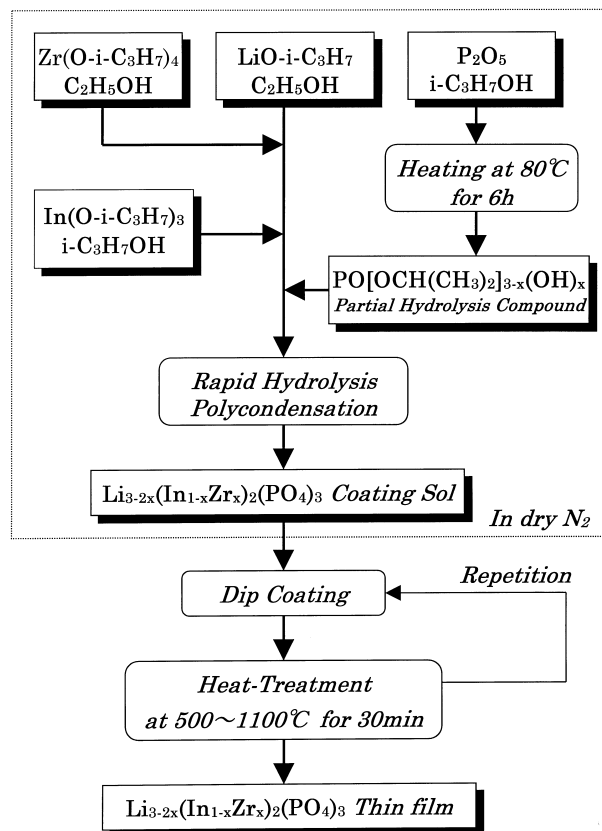 Zr(O-i-C3H7)4
C2H5OH
LiO-i-C3H7
C2H5OH
P2O5
i-C3H7OH
Heating at 80℃
for 6h
In(O-i-C3H7)3
i-C3H7OH
PO[OCH(CH3)2]3-x(OH)x
Partial Hydrolysis Compound
Rapid Hydrolysis
Polycondensation
Li3-2x(In1-xZrx)2(PO4)3 Coating Sol
In dry N2
Dip Coating
Repetition
Heat-Treatment
at 500~1100℃ for 30min
Li3-2x(In1-xZrx)2(PO4)3 Thin film